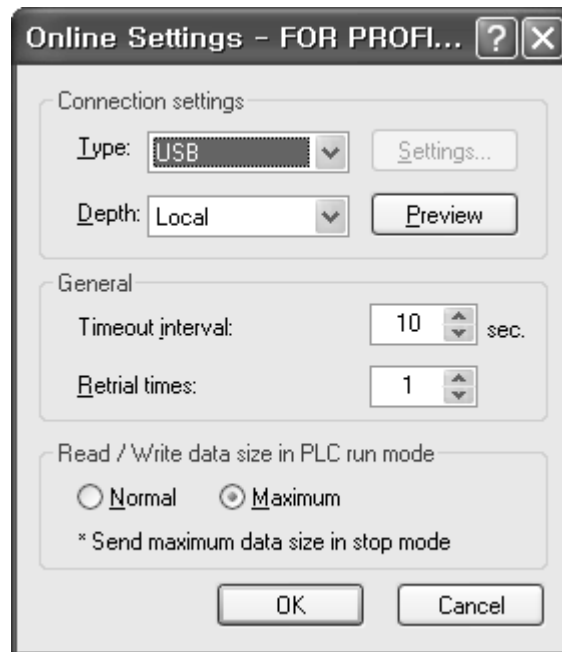 Online Settings - FOR PROFI...
Connection settings
Type: USB Settings...
Depth: Local Preview
General
Timeout interval: 10 sec.
Retrial times: 1
Read / Write data size in PLC run mode
Normal Maximum
* Send maximum data size in stop mode
OK Cancel